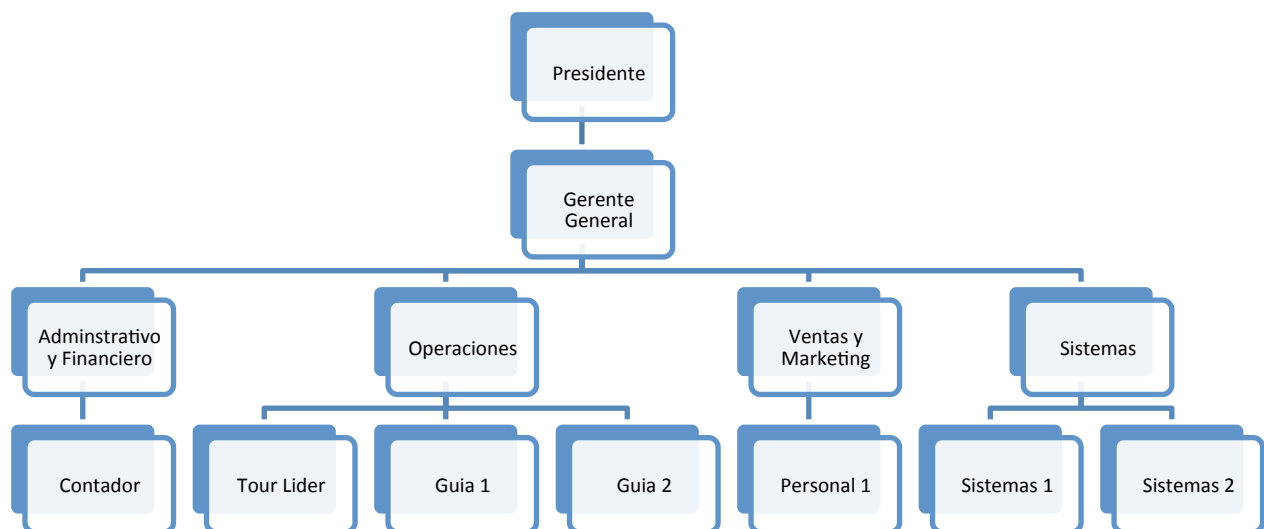 Presidente
Gerente
General
Adminstrativo
y Financiero
Operaciones
Ventas y
Marketing
Sistemas
Contador
Tour Lider
Guia 1
Guia 2
Personal 1
Sistemas 1
Sistemas 2